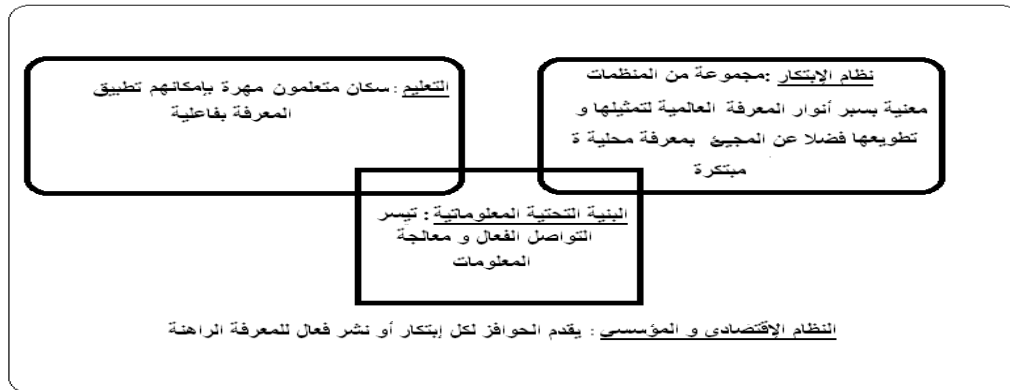 نظام الإبتكار :مجموعة من المنظمات
معنية بسبر أنوار المعرفة العالمية لتمثيلها و
تطويعها فضلا عن المجيئ بمعرفة محلية ة
مبتكرة
التعليم : سكان متعلمون مهرة بإمكانهم تطبيق
المعرفة بفاعلية
البنية التحتية المعلوماتية : تيسر
التواصل الفعال و معالجة
المعلومات
النظام الإقتصادي و المؤسسي : يقدم الحوافز لكل إبتكار أو نشر فعال للمعرفة الراهنة